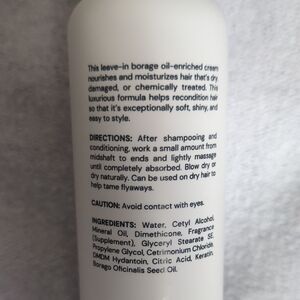 This leave-in borage oil-enriched cream
nourishes and moisturizes hair that's dry,
damaged, or chemically treated. This
luxurious formula helps recondition hair
so that it's exceptionally soft, shiny, and
easy to style.
DIRECTIONS: After shampooing and
conditioning, work a small amount from
midshaft to ends and lightly massage
until completely absorbed. Blow dry or
dry naturally. Can be used on dry hair to
help tame flyaways.
CAUTION: Avoid contact with eyes.
INGREDIENTS: Water, Cetyl Alcohol,
Mineral Oil, Dimethicone, Fragrance
(Supplement), Glyceryl Stearate SE,
Propylene Glycol, Cetrimonium Chloride,
DMDM Hydantoin, Citric Acid, Keratin,
Borago Oficinalis Seed Oil.